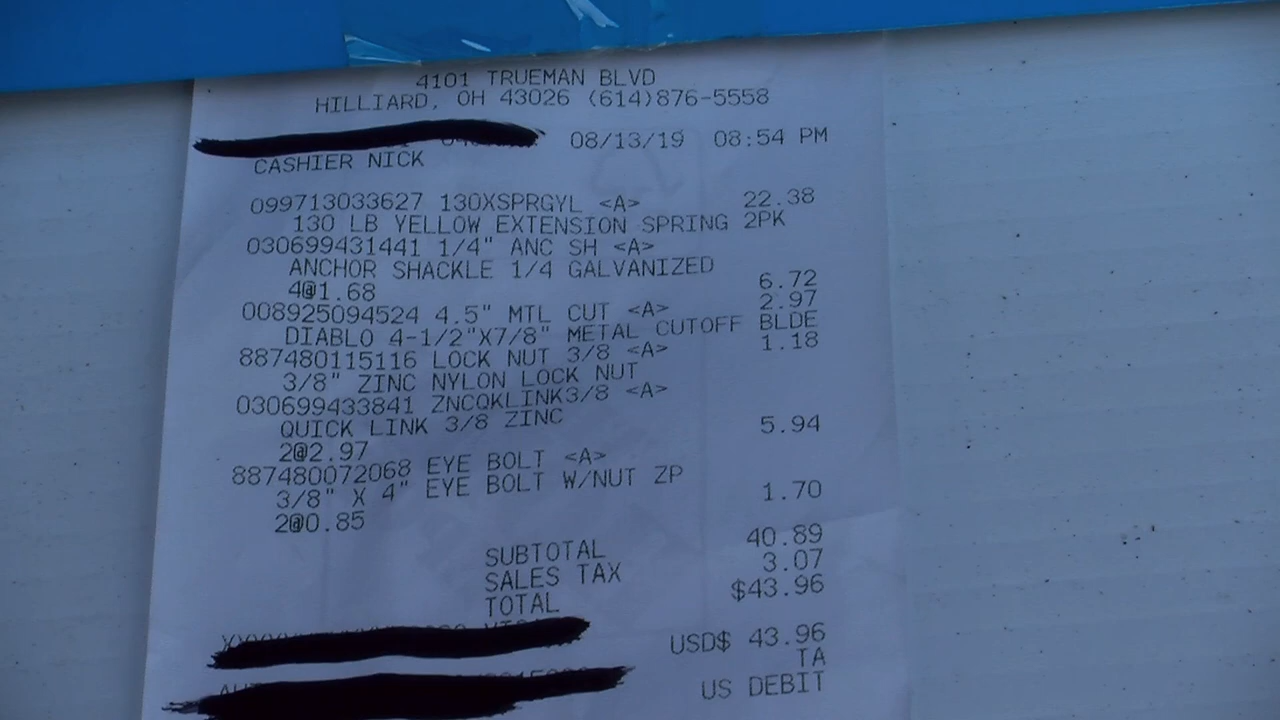 4101 TRUEMAN BLVD
HILLIARD, OH 43026 (614)876-5558
08/13/19 08:54 PM
CASHIER NICK
099713033627 130XSPRGYL <A> 22.38
130 LB YELLOW EXTENSION SPRING 2PK
030699431441 1/4" ANC SH <A>
ANCHOR SHACKLE 1/4 GALVANIZED
4@1.68 6.72
008925094524 4.5" MTL CUT <A> 2.97
DIABLO 4-1/2"X7/8" METAL CUTOFF BLDE
887480115116 LOCK NUT 3/8 <A> 1.18
3/8" ZINC NYLON LOCK NUT
030699433841 ZNCQKLINK3/8 <A>
QUICK LINK 3/8 ZINC
2@2.97 5.94
887480072068 EYE BOLT <A>
3/8" X 4" EYE BOLT W/NUT ZP
2@0.85 1.70
SUBTOTAL 40.89
SALES TAX 3.07
TOTAL $43.96
USD$ 43.96
TA
US DEBIT